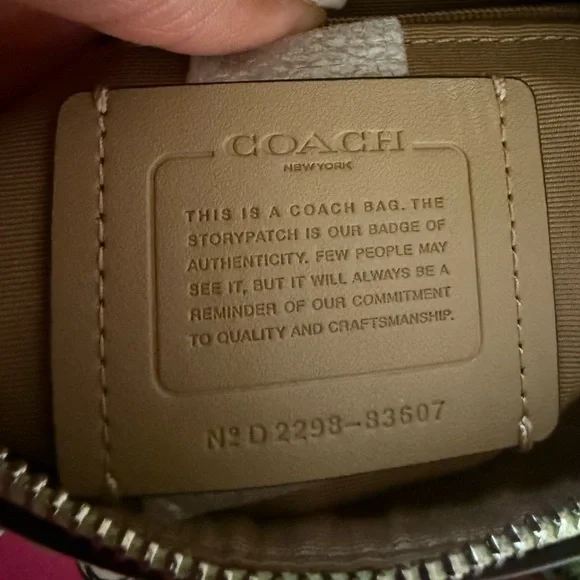 COACH
NEW YORK
THIS IS A COACH BAG. THE
STORYPATCH IS OUR BADGE OF
AUTHENTICITY. FEW PEOPLE MAY
SEE IT, BUT IT WILL ALWAYS BE A
REMINDER OF OUR COMMITMENT
TO QUALITY AND CRAFTSMANSHIP.
Nº D 2298-83607